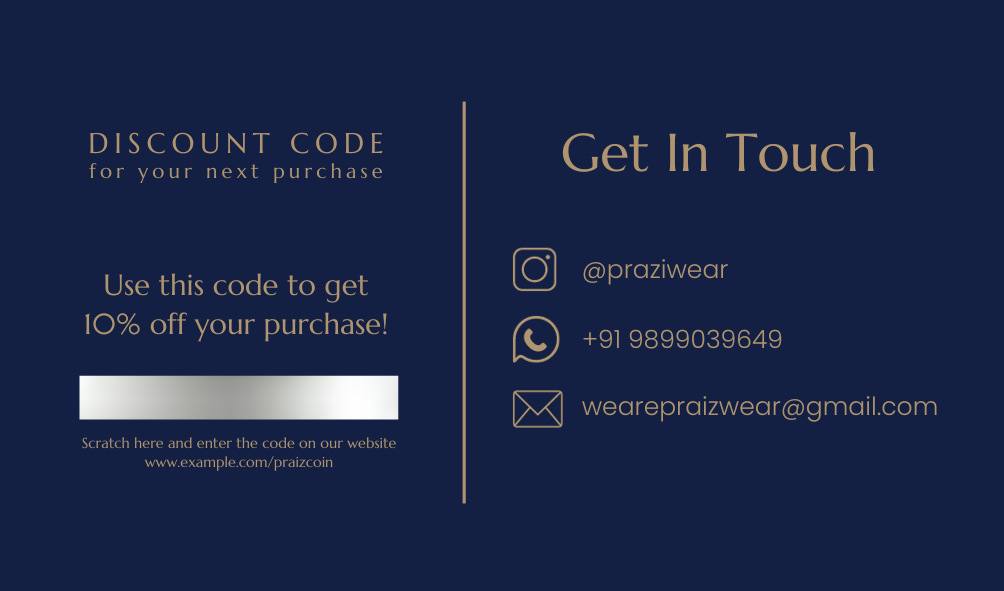 DISCOUNT CODE
for your next purchase
Use this code to get
10% off your purchase!
Scratch here and enter the code on our website
www.example.com/praizcoin
Get In Touch
@praziwear
+91 9899039649
wearepraizwear@gmail.com